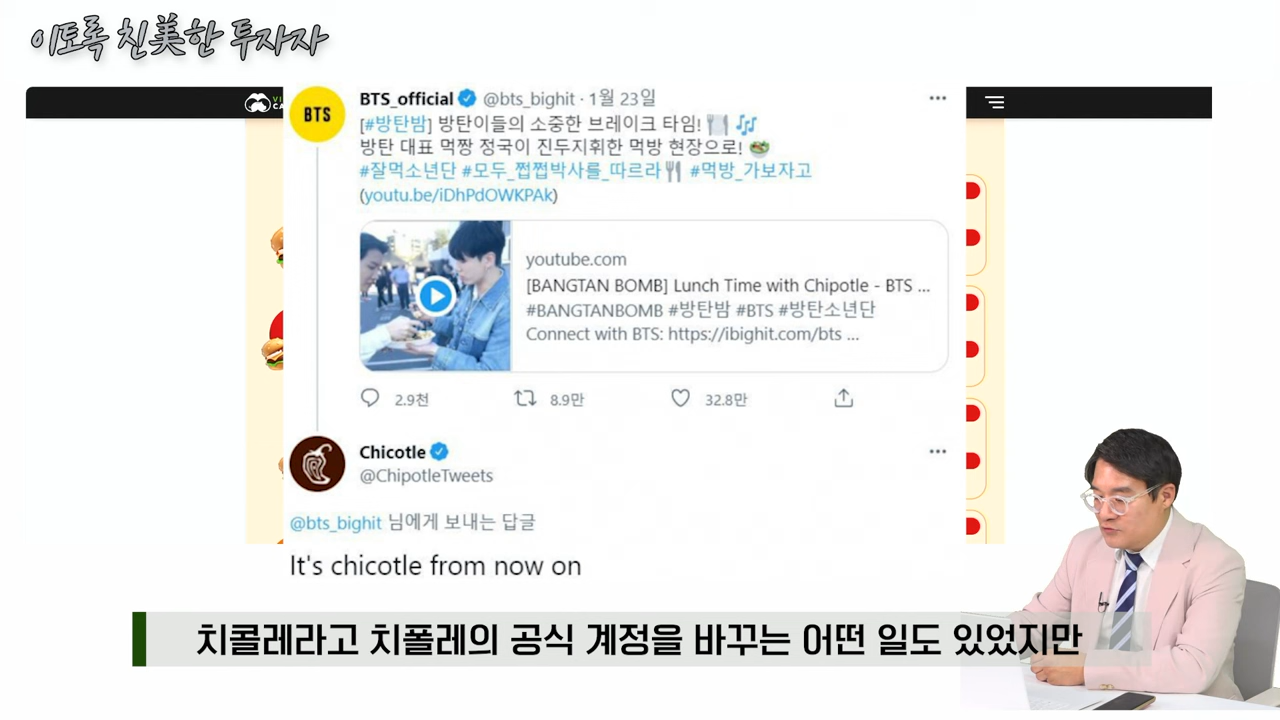 이토록 친美한 투자자
VI
CA
BTS
BTS_official @bts_bighit · 1월 23일
[#방탄밤] 방탄이들의 소중한 브레이크 타임! 🍽 🎶
방탄 대표 먹짱 정국이 진두지휘한 먹방 현장으로! 🥗
#잘먹소년단 #모두_쩝쩝박사를_따르라🍴 #먹방_가보자고
(youtu.be/iDhPdOWKPAk)
youtube.com
[BANGTAN BOMB] Lunch Time with Chipotle - BTS ...
#BANGTANBOMB #방탄밤 #BTS #방탄소년단
Connect with BTS: https://ibighit.com/bts ...
2.9천 8.9만 32.8만
Chicotle
@ChipotleTweets
@bts_bighit 님에게 보내는 답글
It's chicotle from now on
치콜레라고 치폴레의 공식 계정을 바꾸는 어떤 일도 있었지만